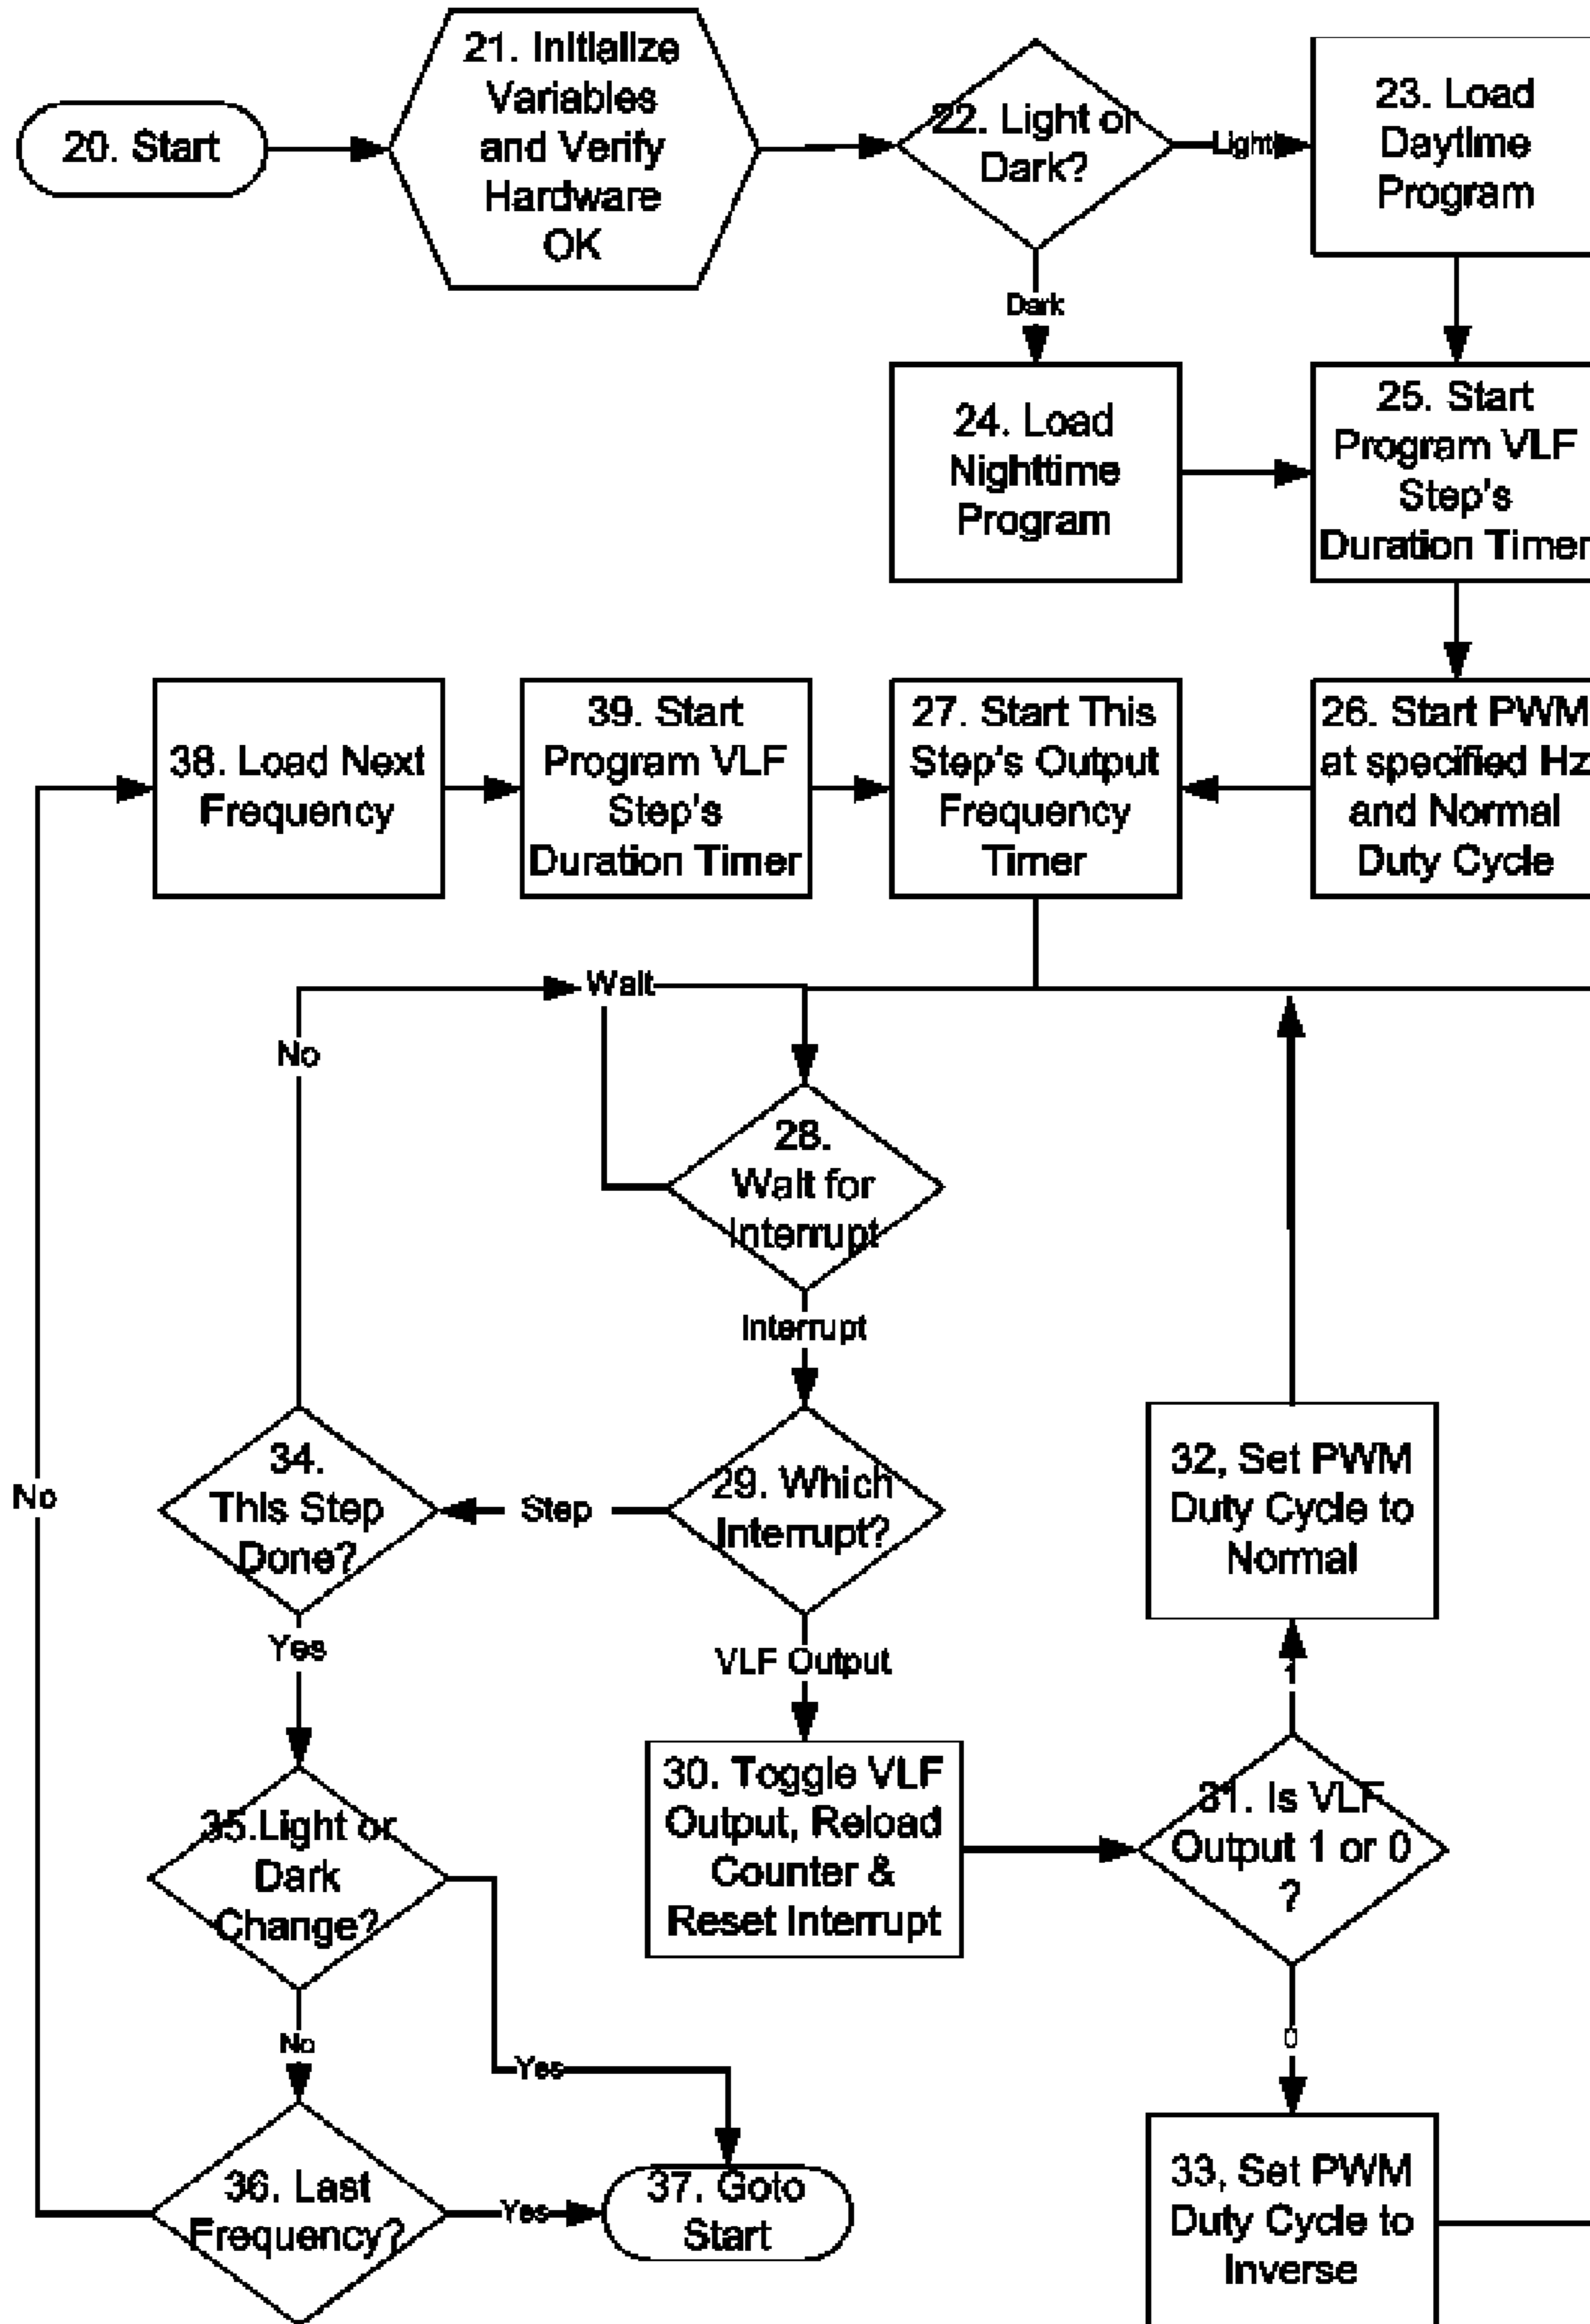 20. Start
21. Initialize
Variables
and Verify
Hardware
OK
22. Light or
Dark?
Light
23. Load
Daytime
Program
Dark
24. Load
Nighttime
Program
25. Start
Program VLF
Step's
Duration Timer
38. Load Next
Frequency
39. Start
Program VLF
Step's
Duration Timer
27. Start This
Step's Output
Frequency
Timer
26. Start PWM
at specified Hz
and Normal
Duty Cycle
Wait
No
28.
Wait for
Interrupt
Interrupt
34.
This Step
Done?
Step
29. Which
Interrupt?
32, Set PWM
Duty Cycle to
Normal
No
Yes
VLF Output
1
35.Light or
Dark
Change?
30. Toggle VLF
Output, Reload
Counter &
Reset Interrupt
31. Is VLF
Output 1 or 0
?
No
Yes
0
36. Last
Frequency?
Yes
37. Goto
Start
33, Set PWM
Duty Cycle to
Inverse